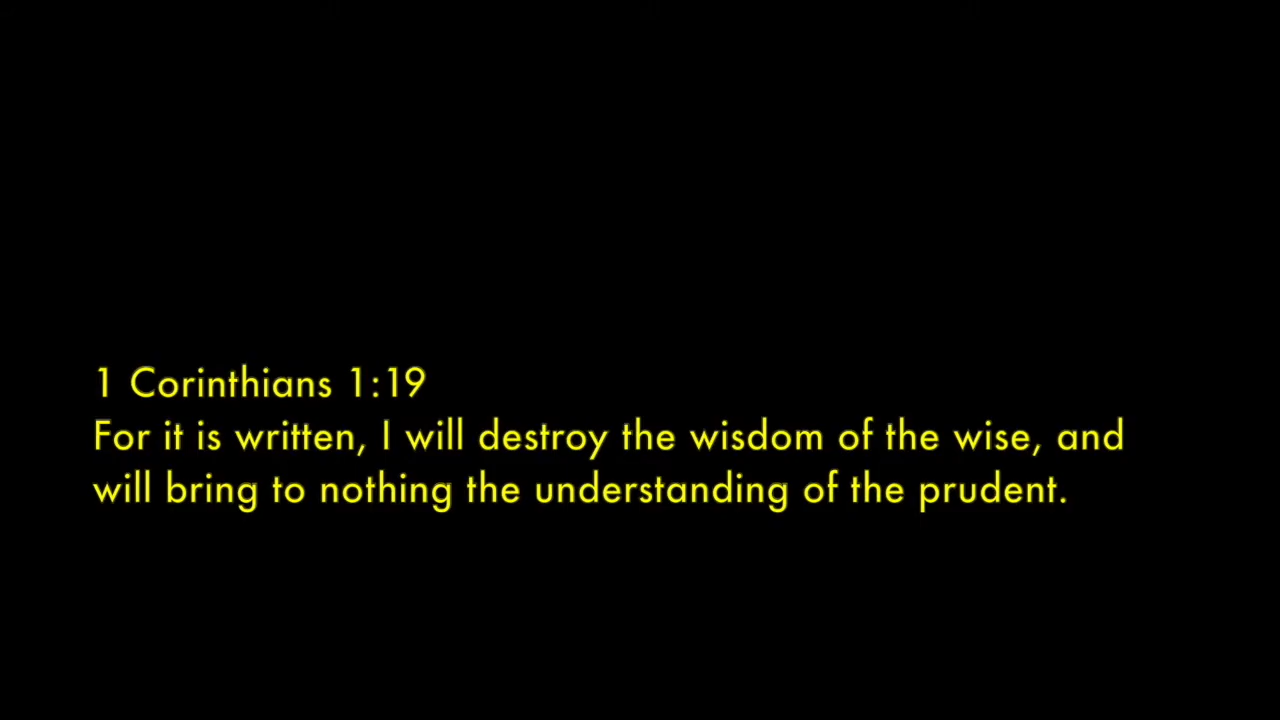 1 Corinthians 1:19
For it is written, I will destroy the wisdom of the wise, and
will bring to nothing the understanding of the prudent.